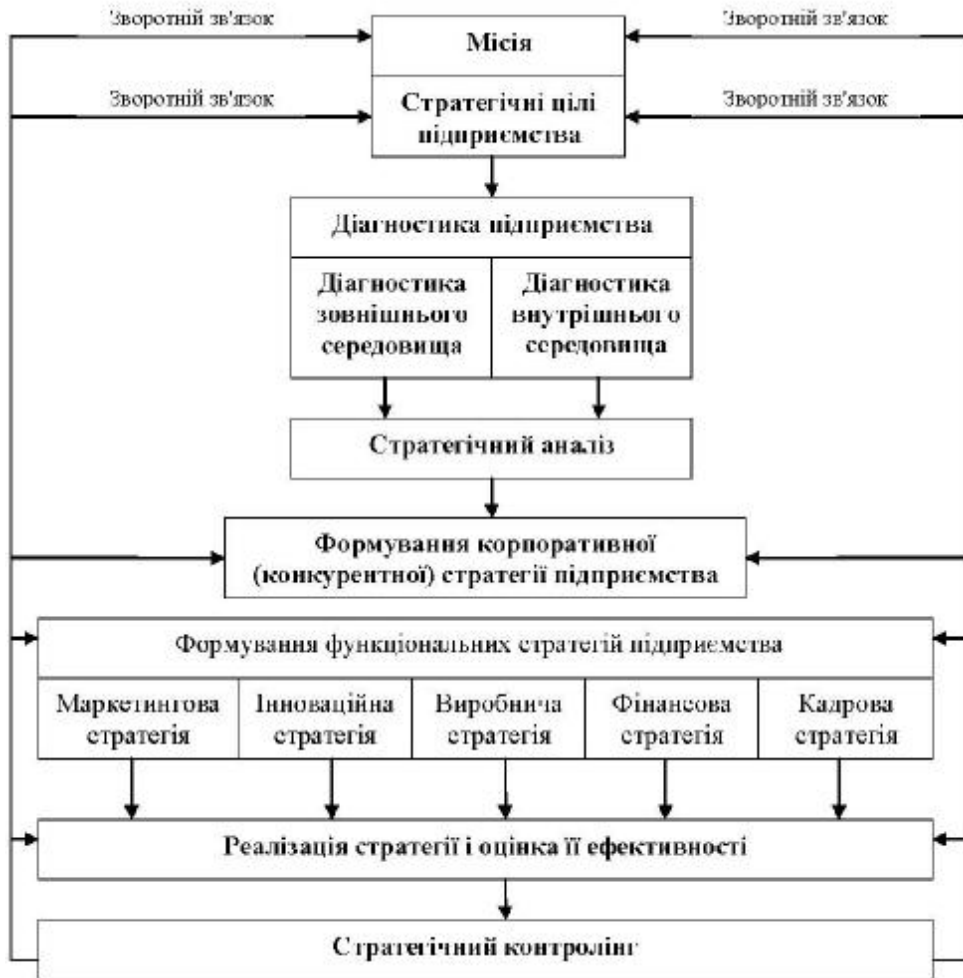 Зворотній зв'язок
Зворотній зв'язок
Місія
Зворотній зв'язок
Зворотній зв'язок
Стратегічні цілі
підприємства
Діагностика підприємства
Діагностика
зовнішнього
середовища
Діагностика
внутрішнього
середовища
Стратегічний аналіз
Формування корпоративної
(конкурентної) стратегії підприємства
Формування функціональних стратегій підприємства
Маркетингова
стратегія
Інноваційна
стратегія
Виробнича
стратегія
Фінансова
стратегія
Кадрова
стратегія
Реалізація стратегії і оцінка її ефективності
Стратегічний контролінг